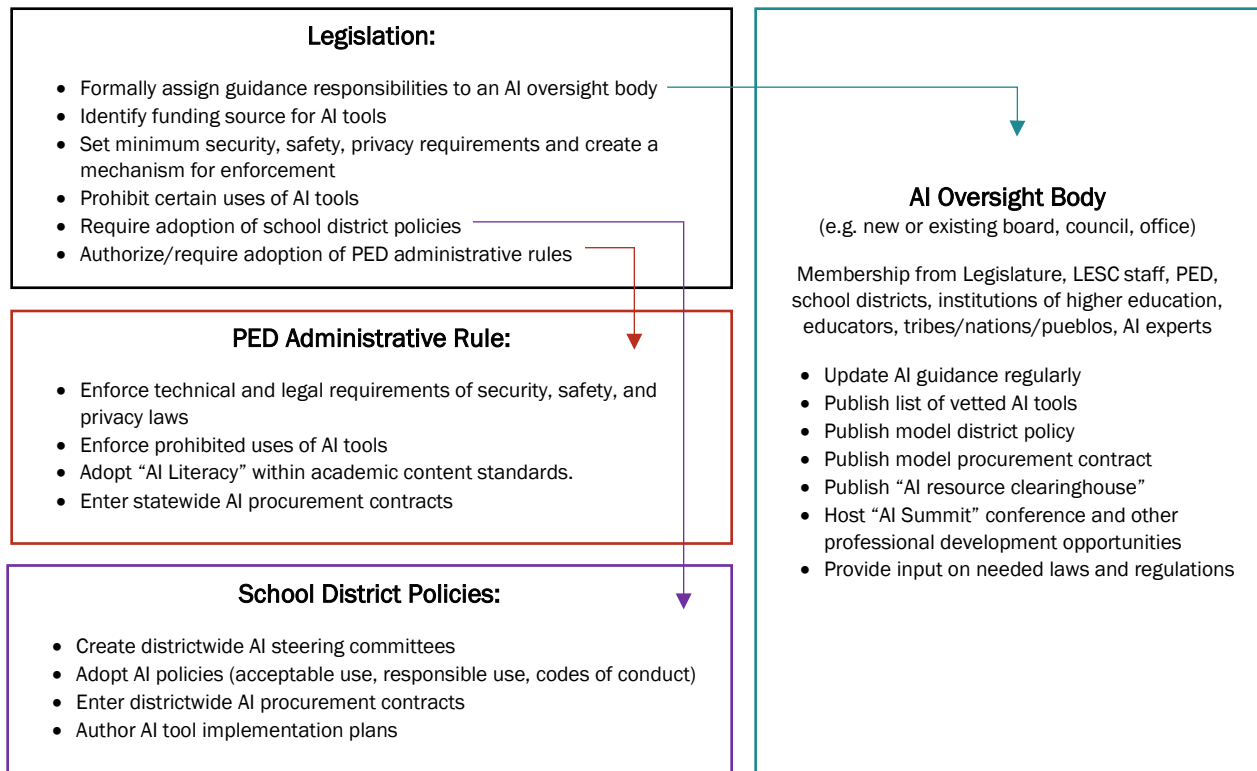 Legislation:
• Formally assign guidance responsibilities to an AI oversight body
• Identify funding source for AI tools
• Set minimum security, safety, privacy requirements and create a
mechanism for enforcement
• Prohibit certain uses of AI tools
• Require adoption of school district policies
• Authorize/require adoption of PED administrative rules
PED Administrative Rule:
• Enforce technical and legal requirements of security, safety, and
privacy laws
• Enforce prohibited uses of AI tools
• Adopt “AI Literacy” within academic content standards.
• Enter statewide AI procurement contracts
School District Policies:
• Create districtwide AI steering committees
• Adopt AI policies (acceptable use, responsible use, codes of conduct)
• Enter districtwide AI procurement contracts
• Author AI tool implementation plans
AI Oversight Body
(e.g. new or existing board, council, office)
Membership from Legislature, LESC staff, PED,
school districts, institutions of higher education,
educators, tribes/nations/pueblos, AI experts
• Update AI guidance regularly
• Publish list of vetted AI tools
• Publish model district policy
• Publish model procurement contract
• Publish “AI resource clearinghouse”
• Host “AI Summit” conference and other
professional development opportunities
• Provide input on needed laws and regulations